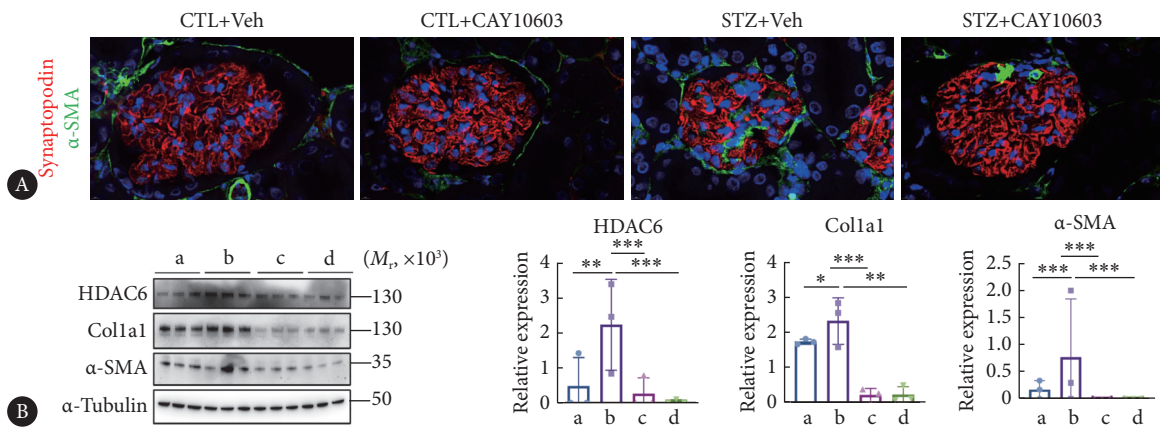 CTL+Veh
CTL+CAY10603
STZ+Veh
STZ+CAY10603
Synaptopodin
α-SMA
A
a b c d (Mr, ×10³)
HDAC6 130
Col1a1 130
α-SMA 35
α-Tubulin 50
B
HDAC6
***
** ***
Relative expression
4
3
2
1
0
a b c d
Col1a1
***
* **
Relative expression
4
3
2
1
0
a b c d
α-SMA
***
*** ***
Relative expression
2.5
2.0
1.5
1.0
0.5
0
a b c d